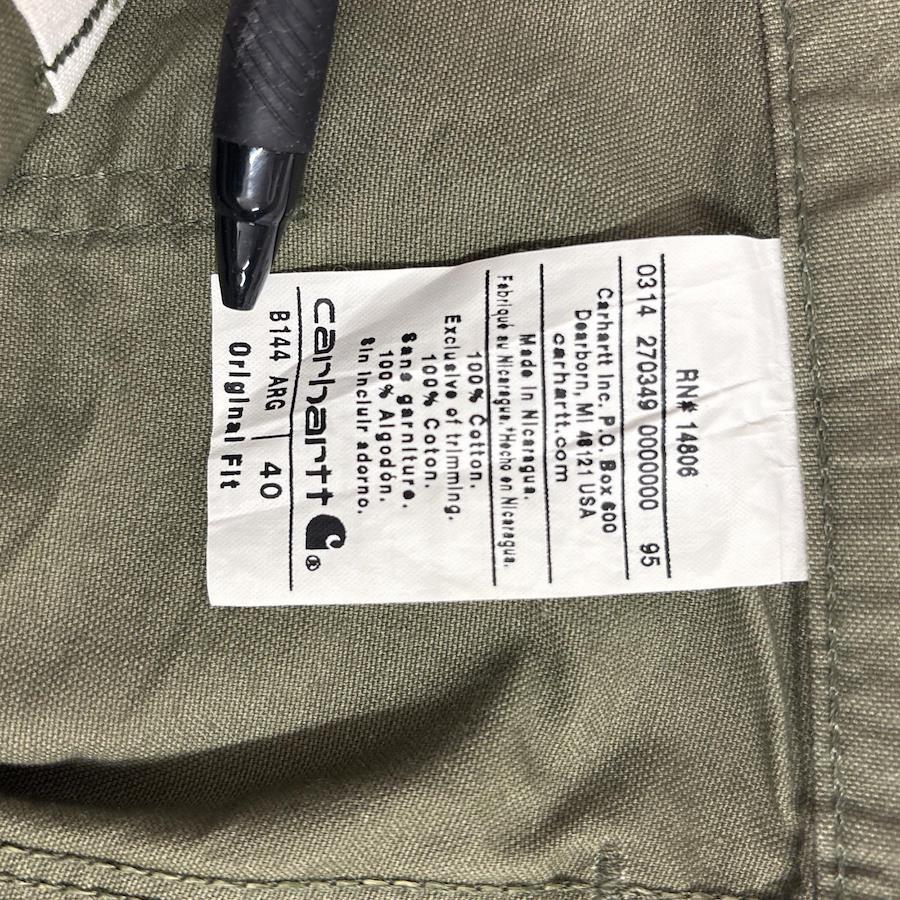 RN# 14806
0314 270349 0000000 95
Carhartt Inc. P.O. Box 600
Dearborn, MI 48121 USA
carhartt.com
Made in Nicaragua.
Fabriqué au Nicaragua. Hecho en Nicaragua.
100% Cotton.
Exclusive of trimming.
100% Coton.
Sans garniture.
100% Algodón.
Sin incluir adorno.
carhartt ®
B144 ARG 40
Original Fit